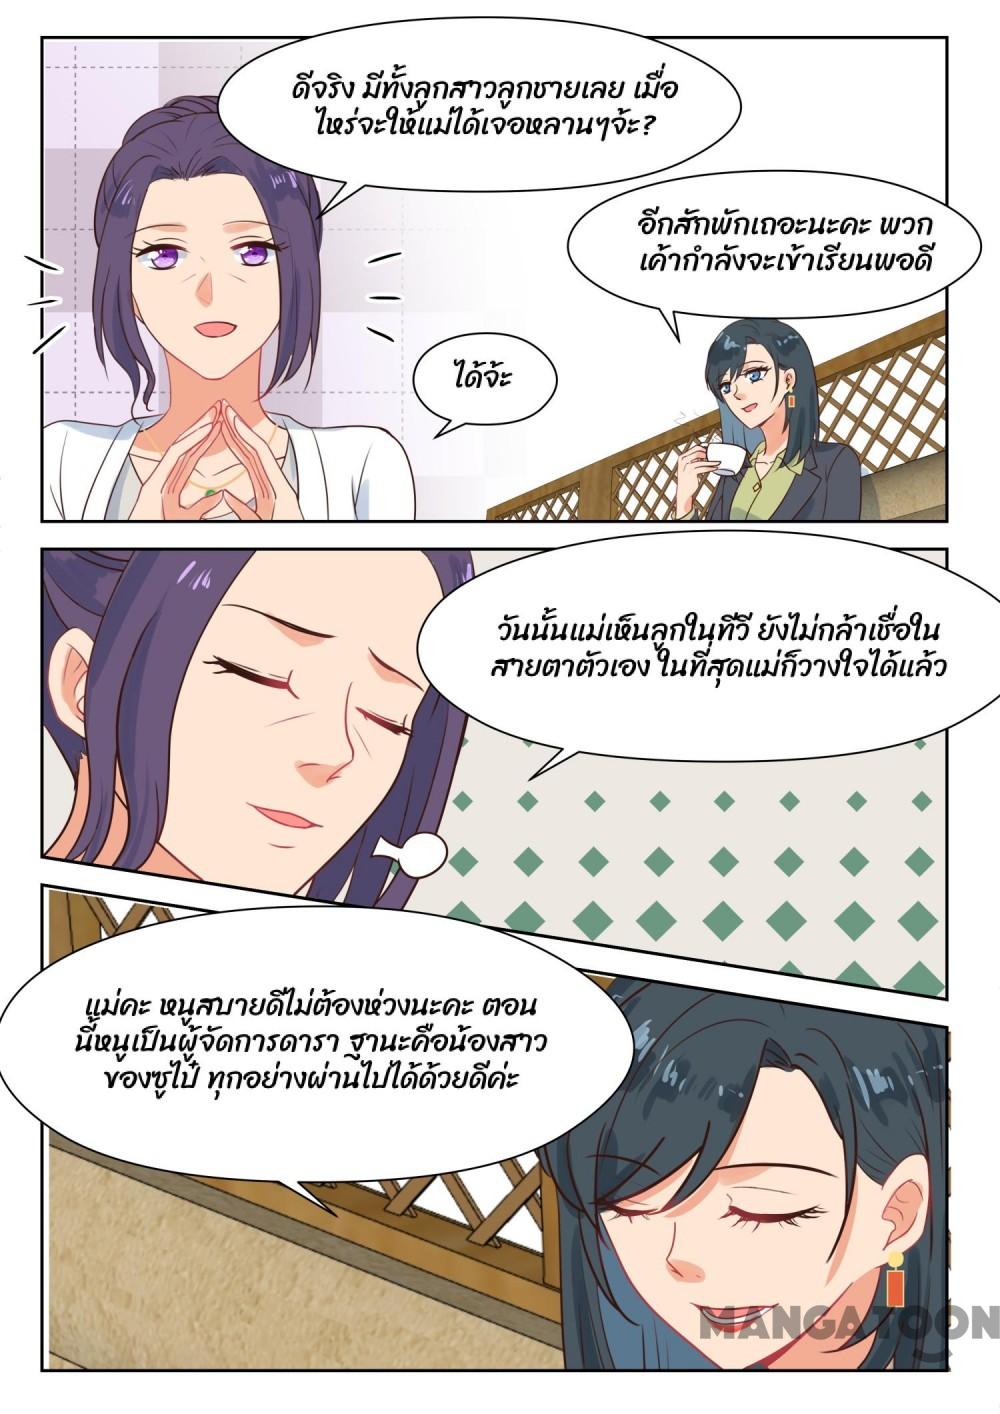 ดีจริง มีทั้งลูกสาวลูกชายเลย เมื่อ
ไหร่จะให้แม่ได้เจอหลานๆจ้ะ?
อีกสักพักเถอะนะคะ พวก
เค้ากำลังจะเข้าเรียนพอดี
ได้จ้ะ
วันนั้นแม่เห็นลูกในทีวี ยังไม่กล้าเชื่อใน
สายตาตัวเอง ในที่สุดแม่ก็วางใจได้แล้ว
แม่คะ หนูสบายดีไม่ต้องห่วงนะคะ ตอน
นี้หนูเป็นผู้จัดการดารา ฐานะคือน้องสาว
ของซูไป๋ ทุกอย่างผ่านไปได้ด้วยดีค่ะ
MANGATOON